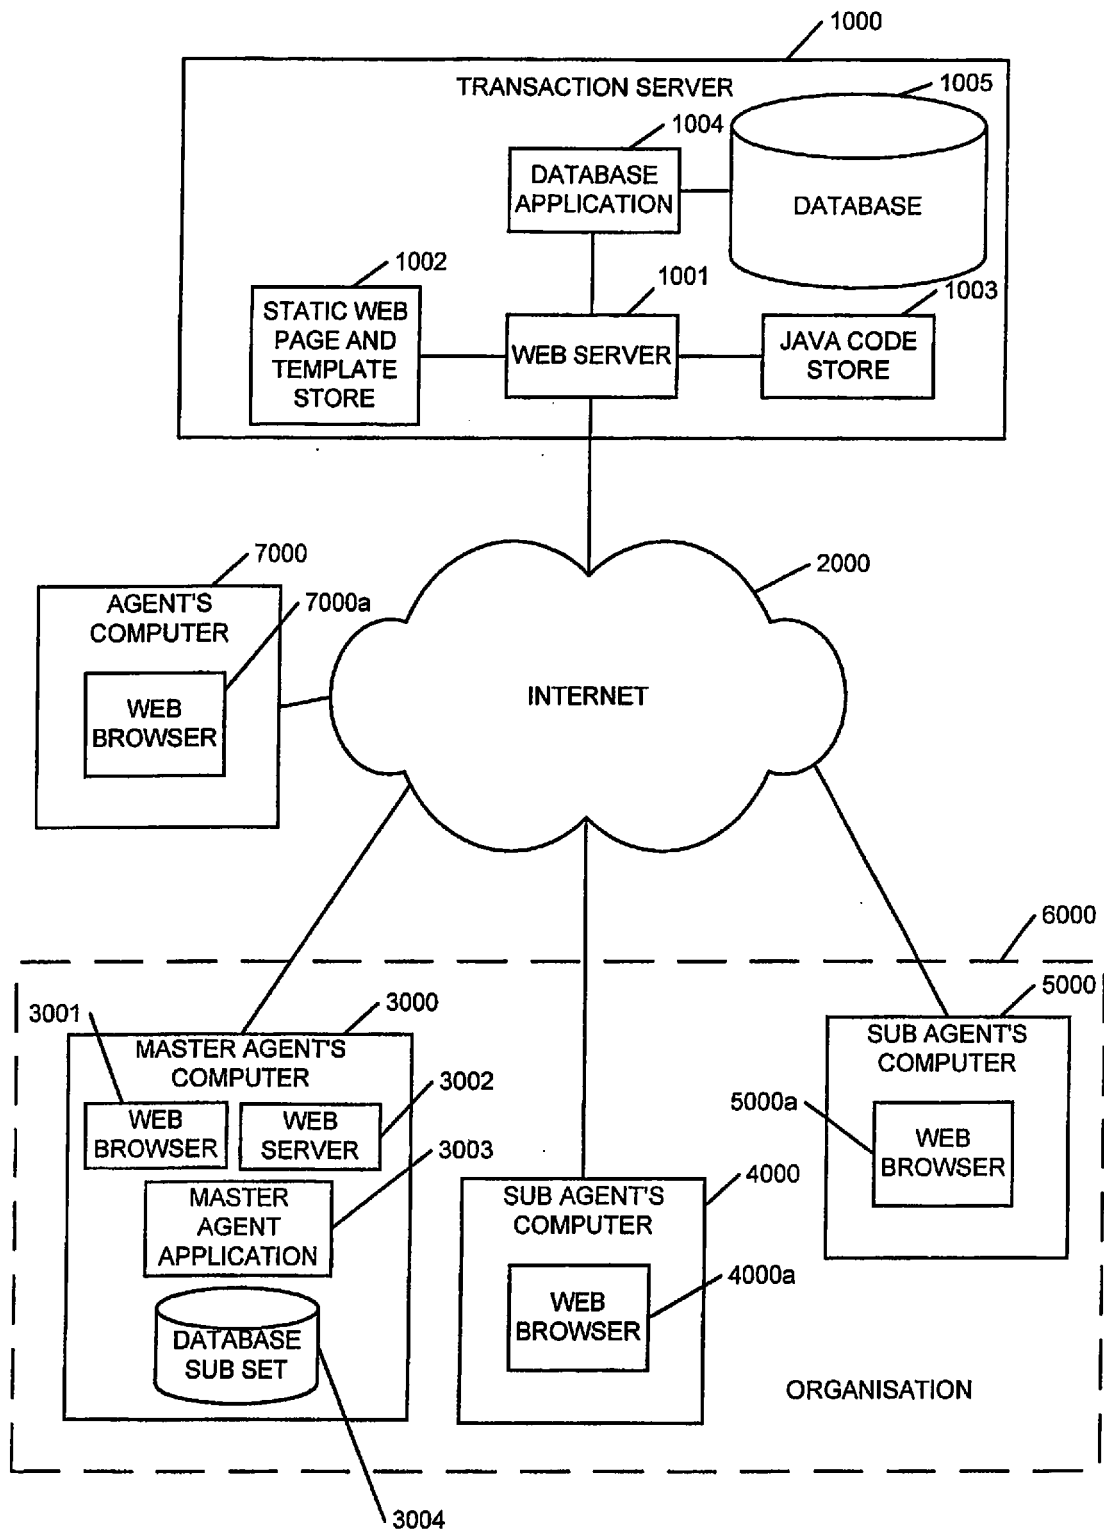 1000
TRANSACTION SERVER
1005
1004
DATABASE
APPLICATION
DATABASE
1002
1001
1003
STATIC WEB
PAGE AND
TEMPLATE
STORE
WEB SERVER
JAVA CODE
STORE
7000
2000
AGENT'S
COMPUTER
7000a
WEB
BROWSER
INTERNET
6000
3001
3000
5000
MASTER AGENT'S
COMPUTER
SUB AGENT'S
COMPUTER
WEB
BROWSER
WEB
SERVER
3002
5000a
WEB
BROWSER
3003
MASTER
AGENT
APPLICATION
4000
SUB AGENT'S
COMPUTER
4000a
WEB
BROWSER
DATABASE
SUB SET
ORGANISATION
3004